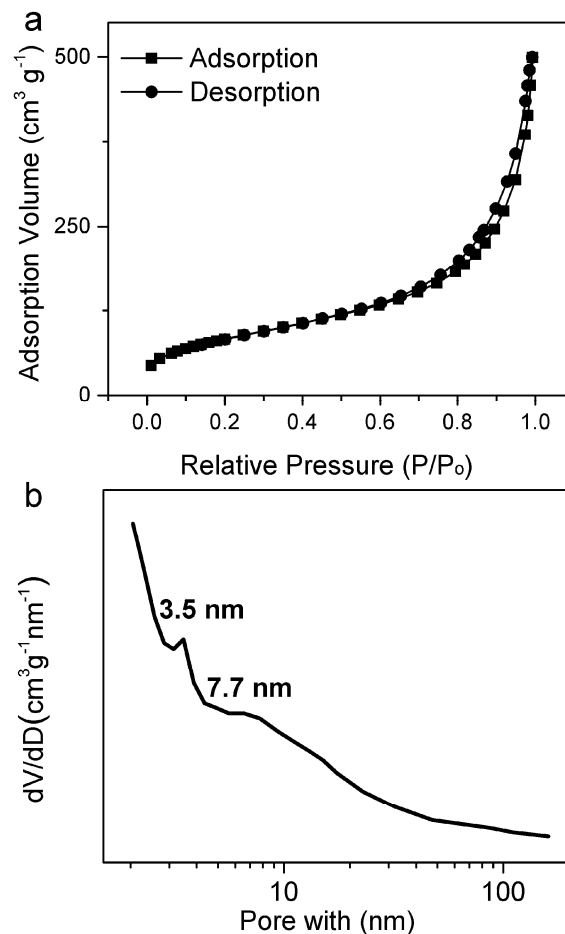 a
500
Adsorption
Desorption
250
0
Adsorption Volume (cm³ g⁻¹)
0.0 0.2 0.4 0.6 0.8 1.0
Relative Pressure (P/P₀)
b
3.5 nm
7.7 nm
dV/dD(cm³g⁻¹nm⁻¹)
10 100
Pore with (nm)